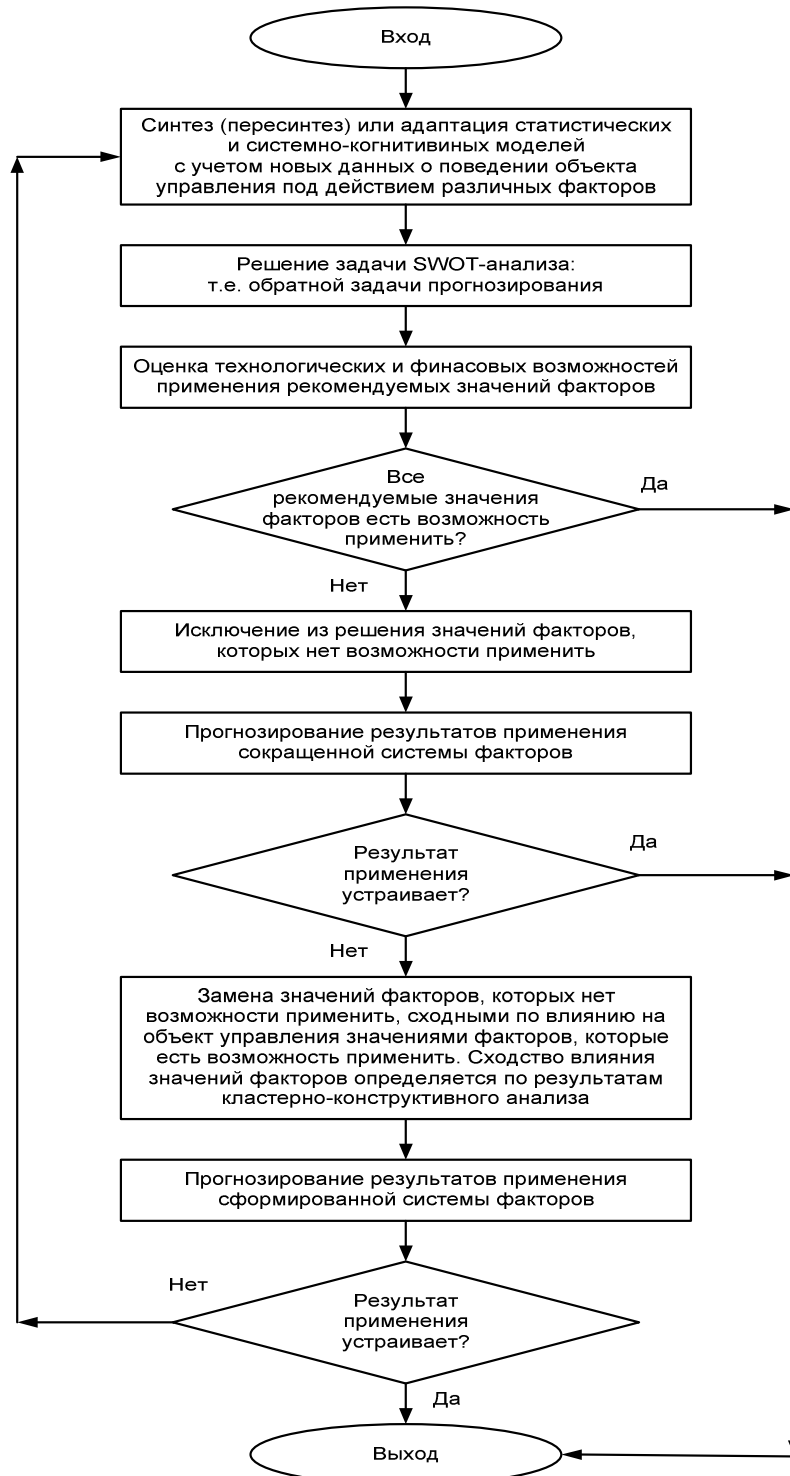 Вход
Синтез (пересинтез) или адаптация статистических
и системно-когнитивиных моделей
с учетом новых данных о поведении объекта
управления под действием различных факторов
Решение задачи SWOT-анализа:
т.е. обратной задачи прогнозирования
Оценка технологических и финасовых возможностей
применения рекомендуемых значений факторов
Все
рекомендуемые значения
факторов есть возможность
применить?
Да
Нет
Исключение из решения значений факторов,
которых нет возможности применить
Прогнозирование результатов применения
сокращенной системы факторов
Результат
применения
устраивает?
Да
Нет
Замена значений факторов, которых нет
возможности применить, сходными по влиянию на
объект управления значениями факторов, которые
есть возможность применить. Сходство влияния
значений факторов определяется по результатам
кластерно-конструктивного анализа
Прогнозирование результатов применения
сформированной системы факторов
Нет
Результат
применения
устраивает?
Да
Выход